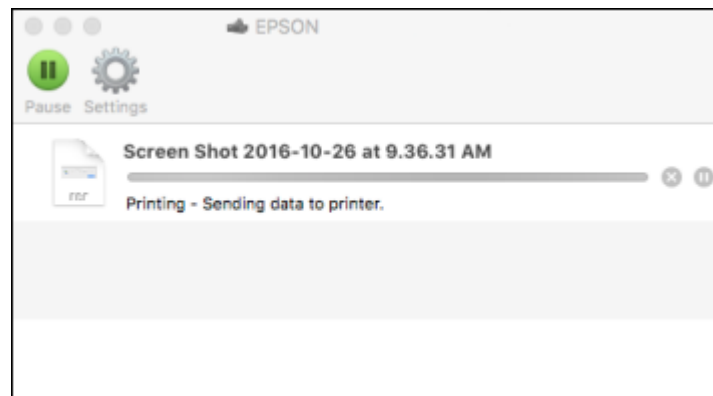 EPSON
Pause Settings
Screen Shot 2016-10-26 at 9.36.31 AM
Printing - Sending data to printer.